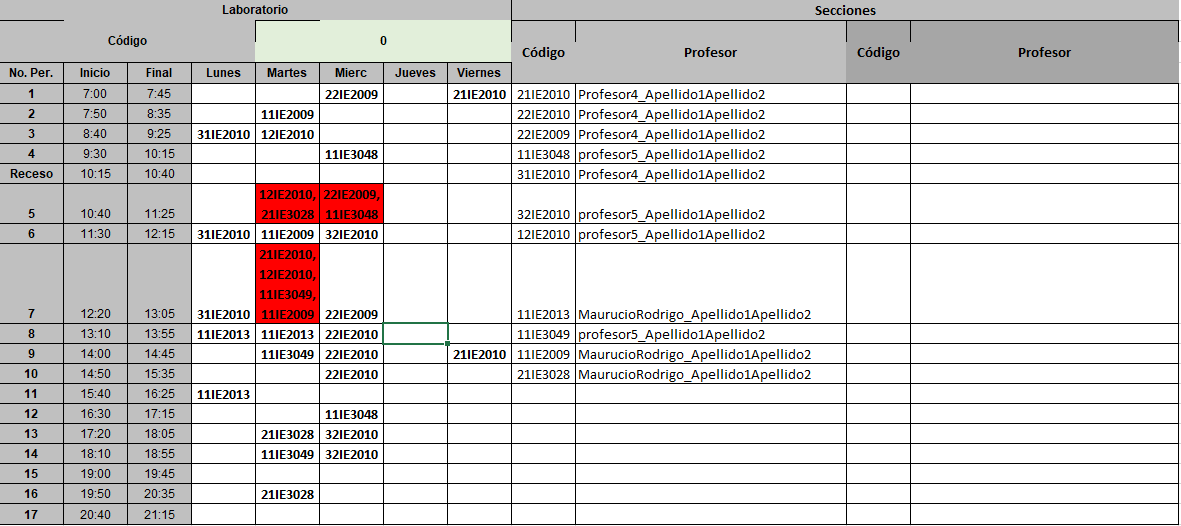 Laboratorio Secciones
Código 0 Código Profesor Código Profesor
No. Per. Inicio Final Lunes Martes Mierc Jueves Viernes
1 7:00 7:45 22IE2009 21IE2010 21IE2010 Profesor4_Apellido1Apellido2
2 7:50 8:35 11IE2009 22IE2010 Profesor4_Apellido1Apellido2
3 8:40 9:25 31IE2010 12IE2010 22IE2009 Profesor4_Apellido1Apellido2
4 9:30 10:15 11IE3048 11IE3048 profesor5_Apellido1Apellido2
Receso 10:15 10:40 31IE2010 Profesor4_Apellido1Apellido2
12IE2010, 22IE2009,
5 10:40 11:25 21IE3028 11IE3048 32IE2010 profesor5_Apellido1Apellido2
6 11:30 12:15 31IE2010 11IE2009 32IE2010 12IE2010 profesor5_Apellido1Apellido2
21IE2010,
12IE2010,
11IE3049,
7 12:20 13:05 31IE2010 11IE2009 22IE2009 11IE2013 MaurucioRodrigo_Apellido1Apellido2
8 13:10 13:55 11IE2013 11IE2013 22IE2010 11IE3049 profesor5_Apellido1Apellido2
9 14:00 14:45 11IE3049 22IE2010 21IE2010 11IE2009 MaurucioRodrigo_Apellido1Apellido2
10 14:50 15:35 22IE2010 21IE3028 MaurucioRodrigo_Apellido1Apellido2
11 15:40 16:25 11IE2013
12 16:30 17:15 11IE3048
13 17:20 18:05 21IE3028 32IE2010
14 18:10 18:55 11IE3049 32IE2010
15 19:00 19:45
16 19:50 20:35 21IE3028
17 20:40 21:15